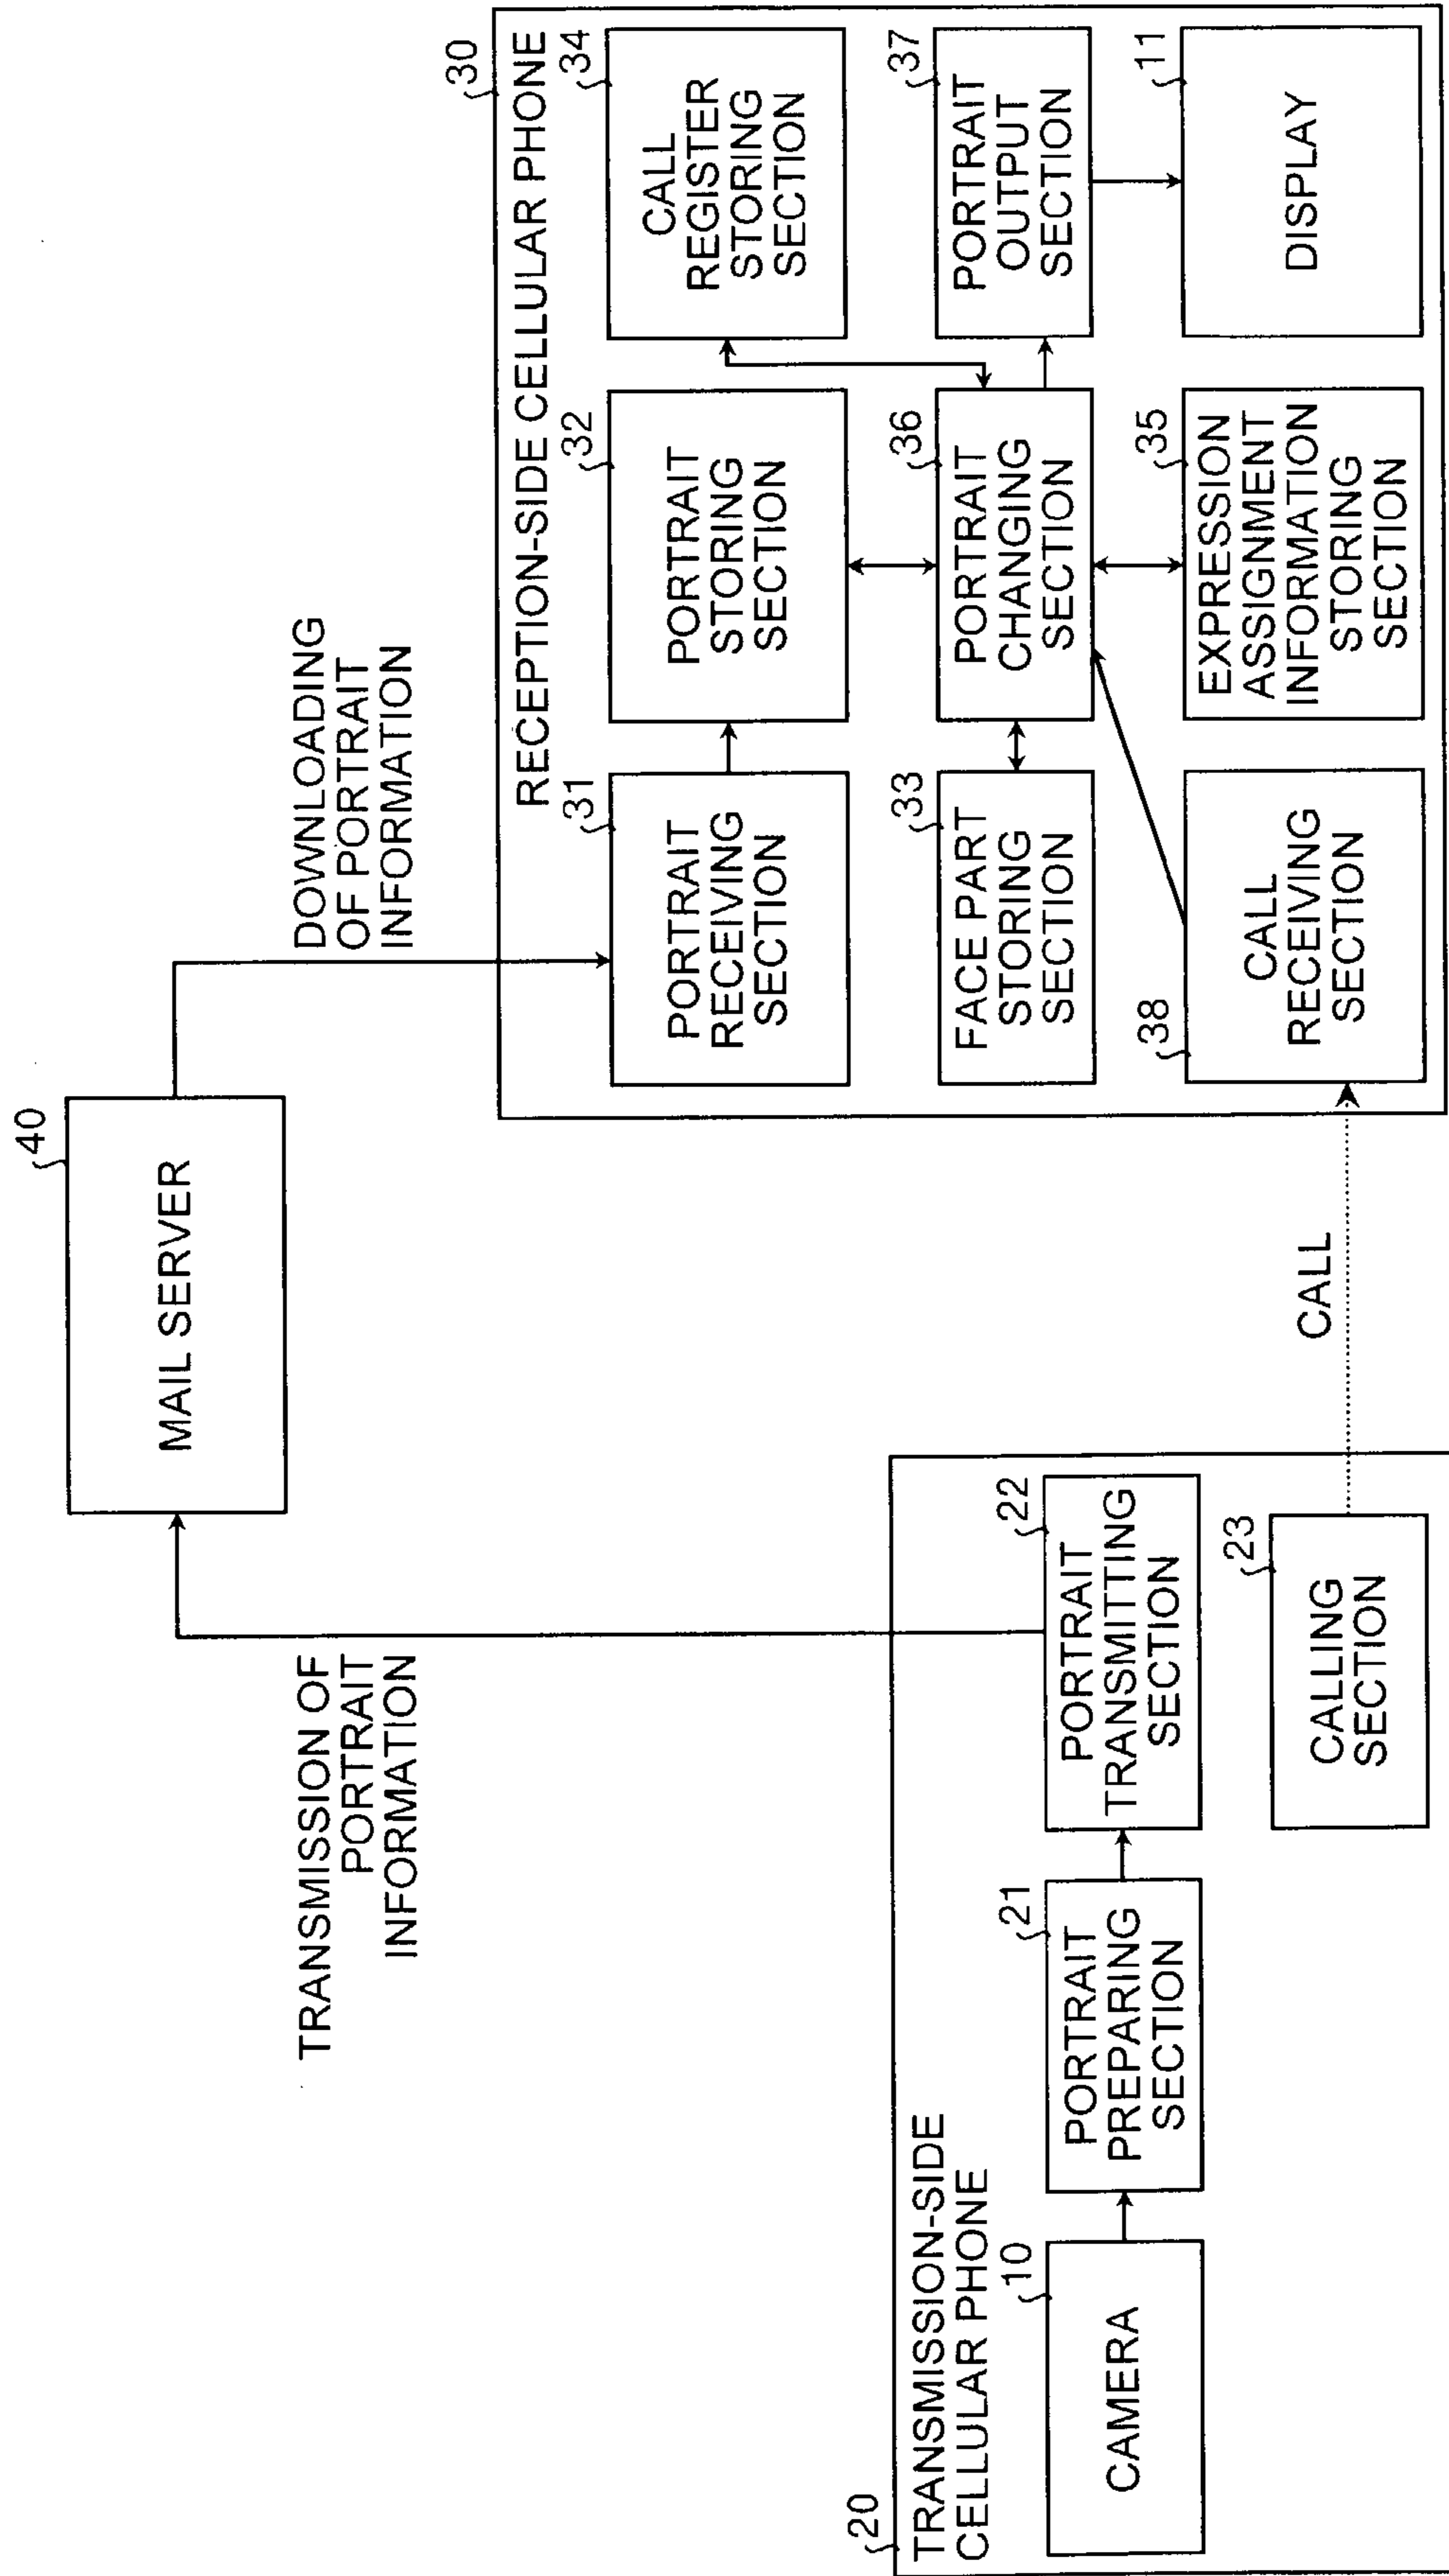 40
MAIL SERVER
TRANSMISSION OF
PORTRAIT
INFORMATION
DOWNLOADING
OF PORTRAIT
INFORMATION
20
TRANSMISSION-SIDE
CELLULAR PHONE
10
CAMERA
21
PORTRAIT
PREPARING
SECTION
22
PORTRAIT
TRANSMITTING
SECTION
23
CALLING
SECTION
CALL
30
RECEPTION-SIDE CELLULAR PHONE
31
PORTRAIT
RECEIVING
SECTION
32
PORTRAIT
STORING
SECTION
34
CALL
REGISTER
STORING
SECTION
33
FACE PART
STORING
SECTION
36
PORTRAIT
CHANGING
SECTION
37
PORTRAIT
OUTPUT
SECTION
38
CALL
RECEIVING
SECTION
35
EXPRESSION
ASSIGNMENT
INFORMATION
STORING
SECTION
11
DISPLAY